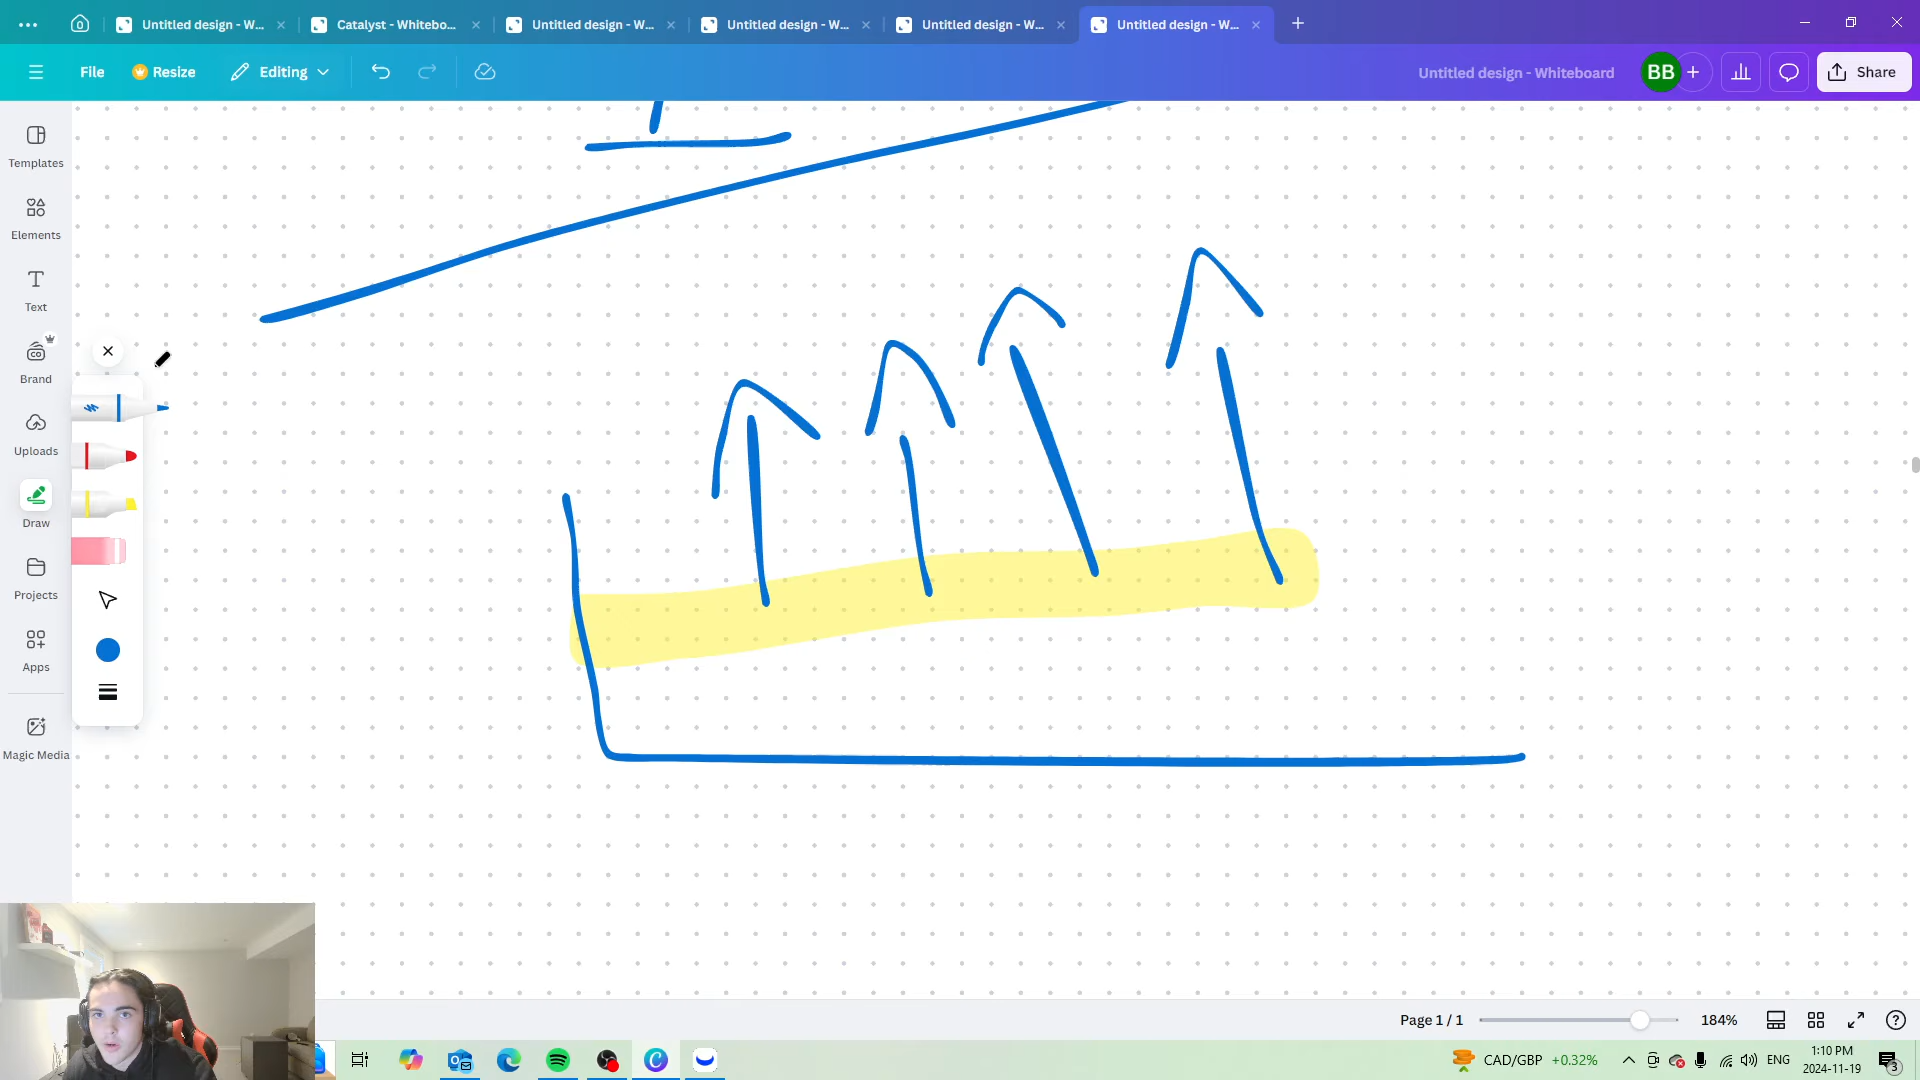 Untitled design - W...
Catalyst - Whitebo...
Untitled design - W...
Untitled design - W...
Untitled design - W...
Untitled design - W...
File
Resize
Editing
Untitled design - Whiteboard
BB
Share
Templates
Elements
Text
Brand
Uploads
Draw
Projects
Apps
Magic Media
Page 1 / 1
184%
CAD/GBP +0.32%
ENG
1:10 PM
2024-11-19
3